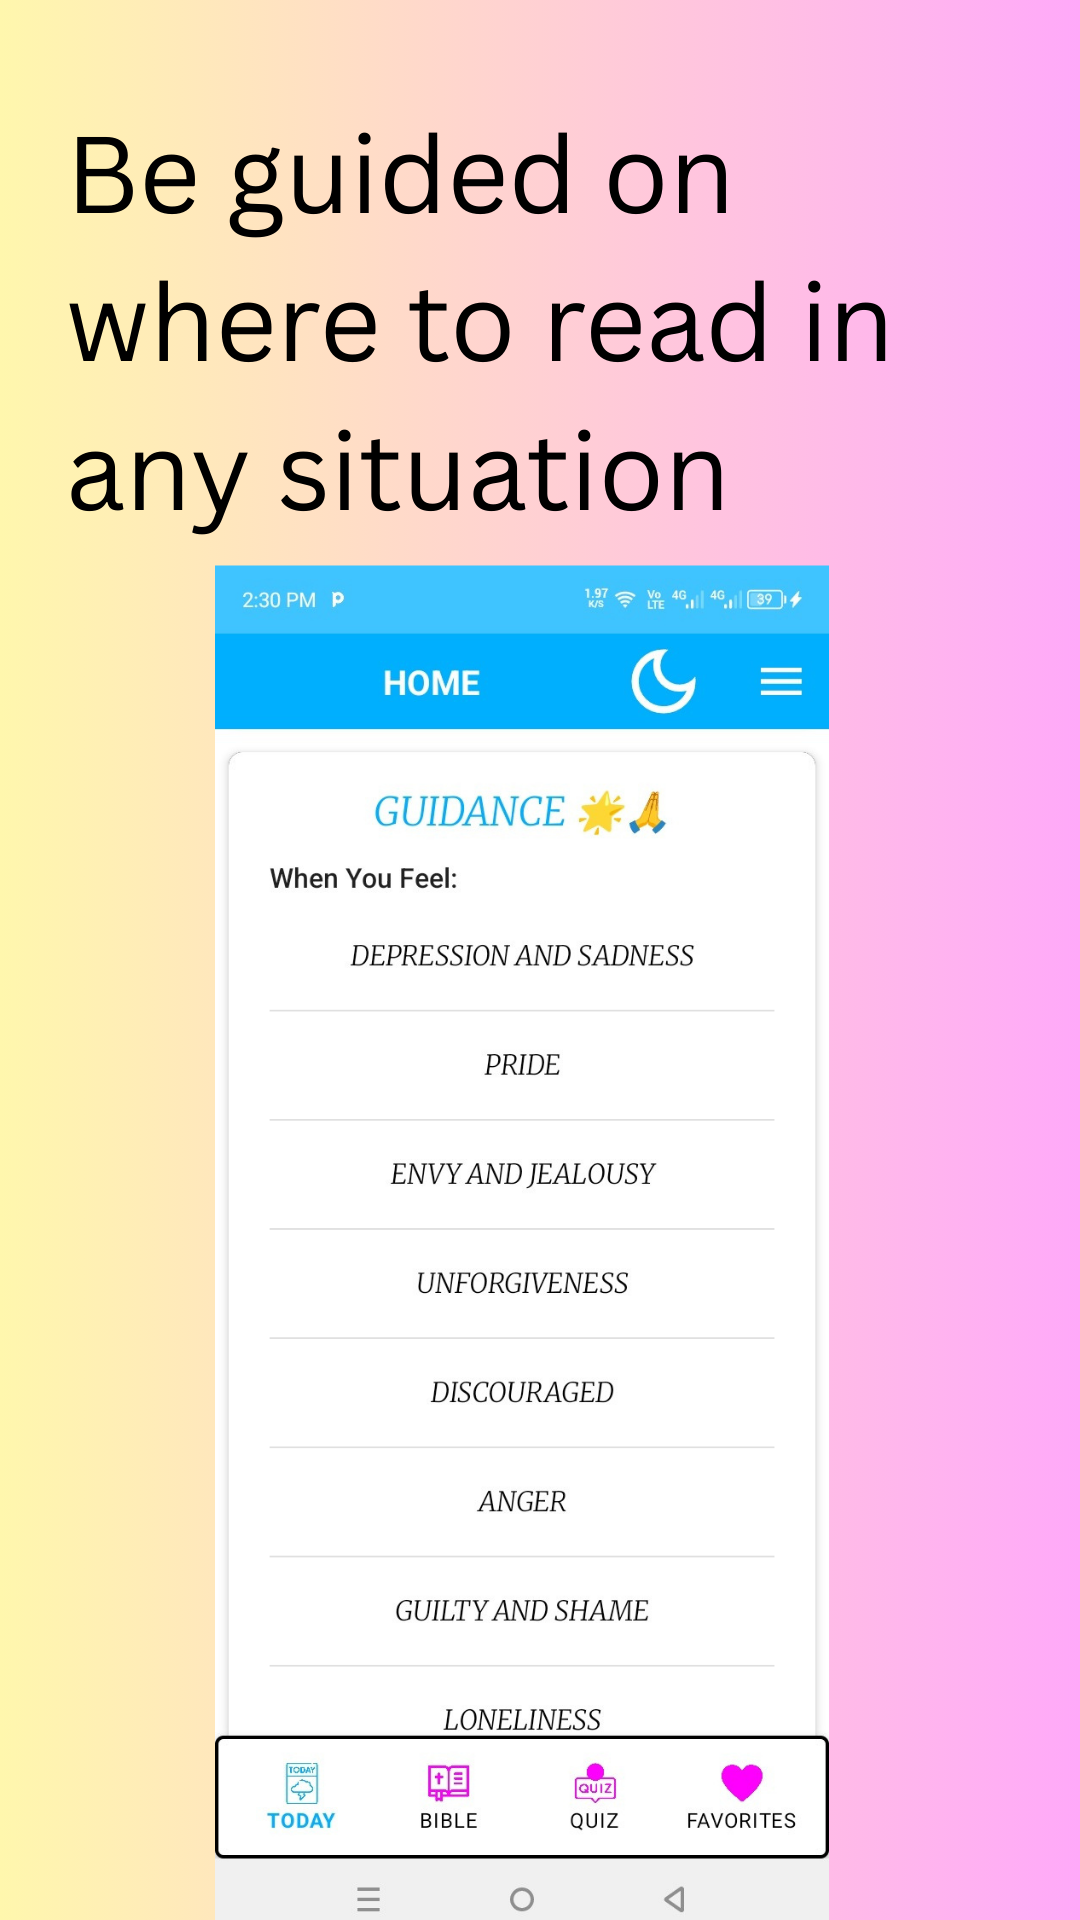 Be guided on
where to read in
any situation
2:30 PM P 1.97 K/S Vo LTE 4G 4G 39
HOME
GUIDANCE 🌟🙏
When You Feel:
DEPRESSION AND SADNESS
PRIDE
ENVY AND JEALOUSY
UNFORGIVENESS
DISCOURAGED
ANGER
GUILTY AND SHAME
LONELINESS
TODAY QUIZ
TODAY BIBLE QUIZ FAVORITES